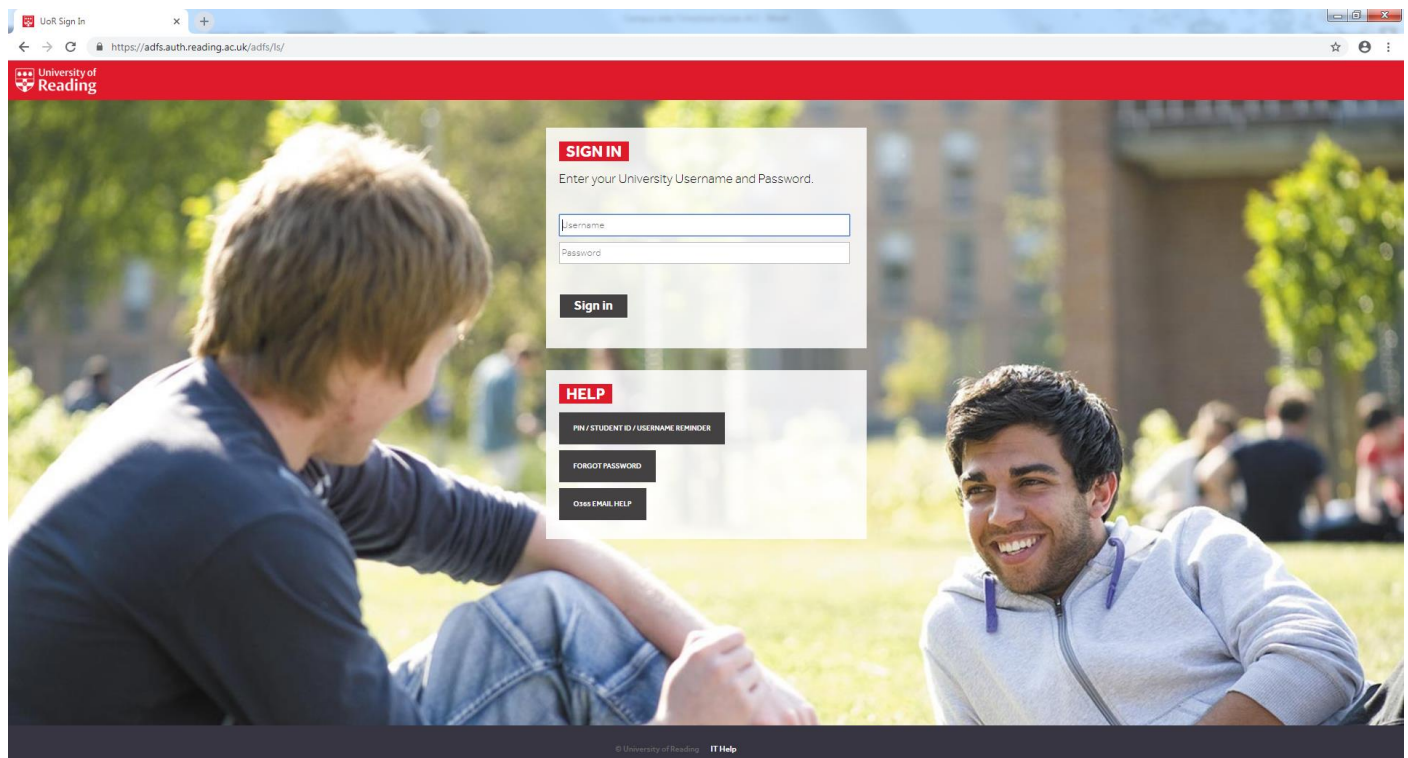 UoR Sign In
https://adfs.auth.reading.ac.uk/adfs/ls/
University of
Reading
SIGN IN
Enter your University Username and Password.
Username
Password
Sign in
HELP
PIN / STUDENT ID / USERNAME REMINDER
FORGOT PASSWORD
O365 EMAIL HELP
© University of Reading IT Help